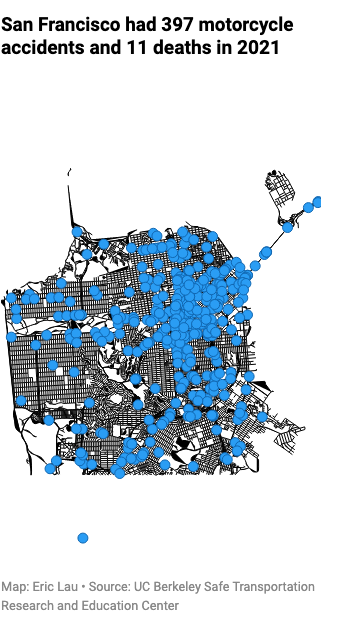 San Francisco had 397 motorcycle
accidents and 11 deaths in 2021
Map: Eric Lau • Source: UC Berkeley Safe Transportation
Research and Education Center